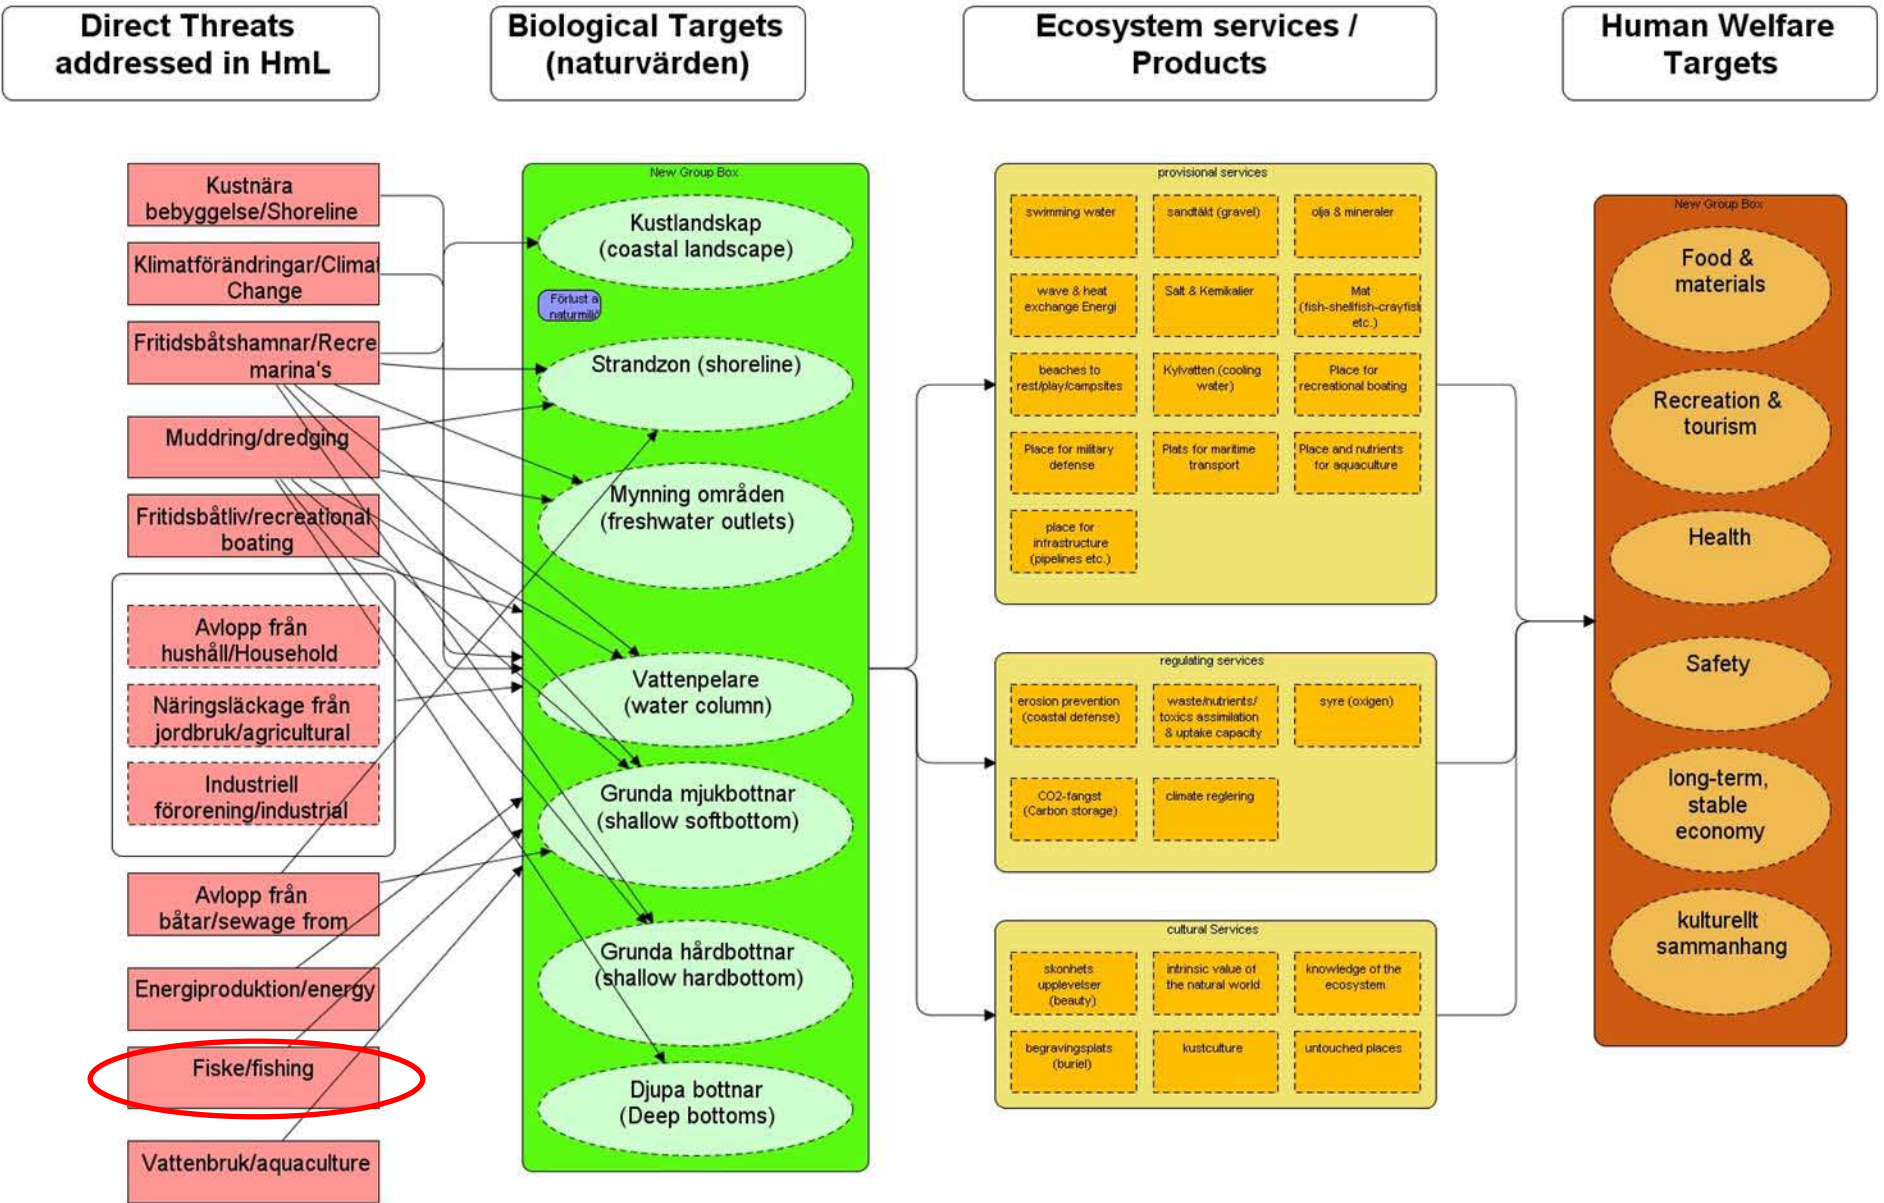 Direct Threats
addressed in HmL
Biological Targets
(naturvärden)
Ecosystem services /
Products
Human Welfare
Targets
Kustnära
bebyggelse/Shoreline
Klimatförändringar/Climat
Change
Fritidsbåtshamnar/Recre
marina's
Muddring/dredging
Fritidsbåtliv/recreational
boating
Avlopp från
hushåll/Household
Näringsläckage från
jordbruk/agricultural
Industriell
förorening/industrial
Avlopp från
båtar/sewage from
Energiproduktion/energy
Fiske/fishing
Vattenbruk/aquaculture
New Group Box
Kustlandskap
(coastal landscape)
Förlust a
naturmiljö
Strandzon (shoreline)
Mynning områden
(freshwater outlets)
Vattenpelare
(water column)
Grunda mjukbottnar
(shallow softbottom)
Grunda hårdbottnar
(shallow hardbottom)
Djupa bottnar
(Deep bottoms)
provisional services
swimming water
sandtäkt (gravel)
olja & mineraler
wave & heat
exchange Energi
Salt & Kemikalier
Mat
(fish-shellfish-crayfish
etc.)
beaches to
rest/play/campsites
Kylvatten (cooling
water)
Place for
recreational boating
Place for military
defense
Plats for maritime
transport
Place and nutrients
for aquaculture
place for
infrastructure
(pipelines etc.)
regulating services
erosion prevention
(coastal defense)
waste/nutrients/
toxics assimilation
& uptake capacity
syre (oxigen)
CO2-fangst
(Carbon storage)
climate reglering
cultural Services
skonhets
upplevelser
(beauty)
intrinsic value of
the natural world
knowledge of the
ecosystem
begravingsplats
(buriel)
kustculture
untouched places
New Group Box
Food &
materials
Recreation &
tourism
Health
Safety
long-term,
stable
economy
kulturellt
sammanhang